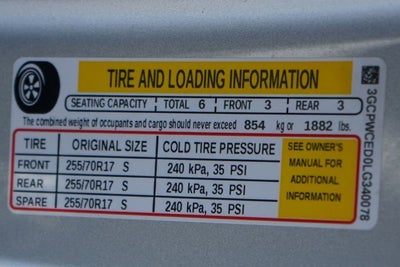 TIRE AND LOADING INFORMATION
SEATING CAPACITY TOTAL 6 FRONT 3 REAR 3
The combined weight of occupants and cargo should never exceed 854 kg or 1882 lbs.
TIRE ORIGINAL SIZE COLD TIRE PRESSURE
FRONT 255/70R17 S 240 kPa, 35 PSI
REAR 255/70R17 S 240 kPa, 35 PSI
SPARE 255/70R17 S 240 kPa, 35 PSI
SEE OWNER'S
MANUAL FOR
ADDITIONAL
INFORMATION
3GCPWCED0LG340078